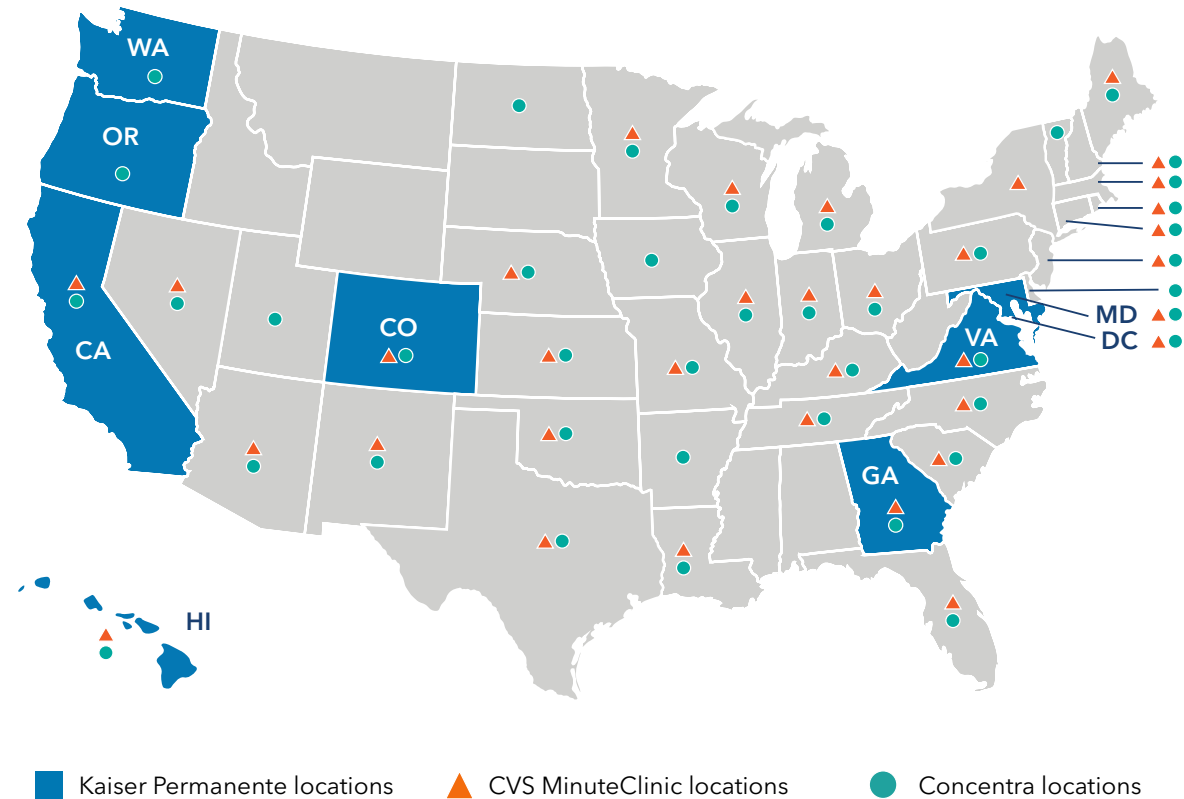 WA
OR
CO
CA
MD
DC
VA
GA
HI
Kaiser Permanente locations
CVS MinuteClinic locations
Concentra locations